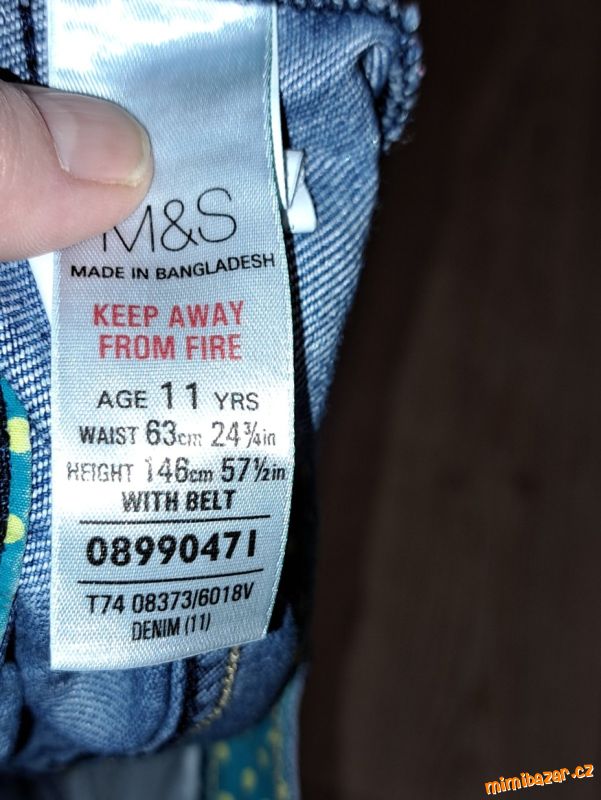 M&S
MADE IN BANGLADESH
KEEP AWAY
FROM FIRE
AGE 11 YRS
WAIST 63cm 24¾in
HEIGHT 146cm 57½in
WITH BELT
08990471
T74 08373/6018V
DENIM (11)
mimibazar.cz